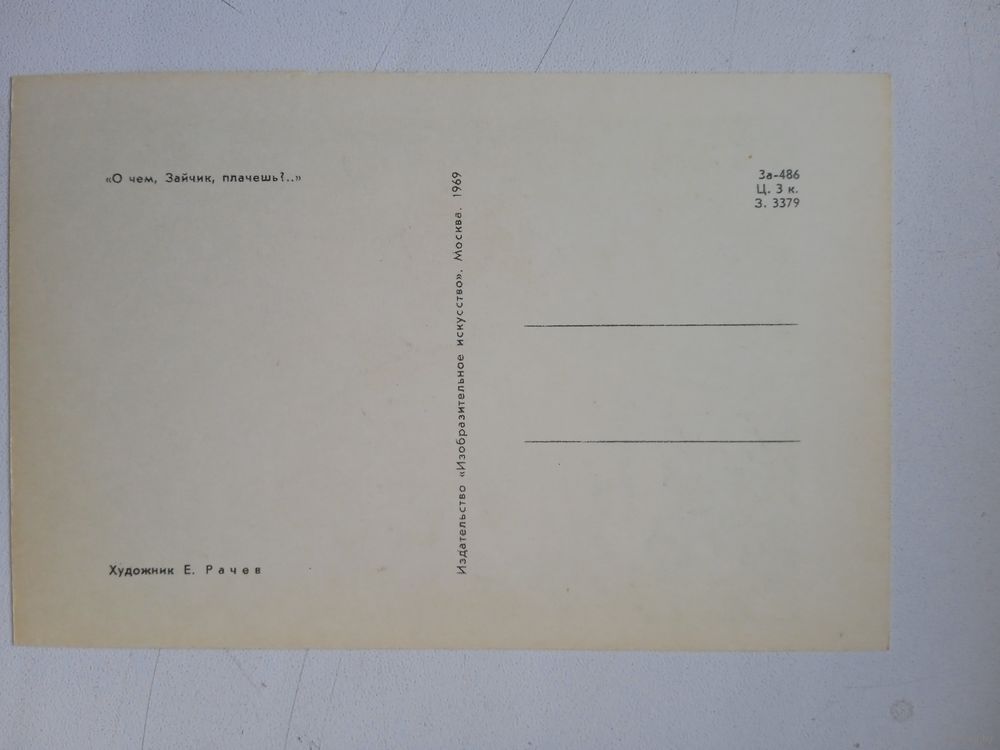 «О чем, Зайчик, плачешь?..»
Художник Е. Рачев
Издательство «Изобразительное искусство». Москва. 1969
3а-486
Ц. 3 к.
З. 3379